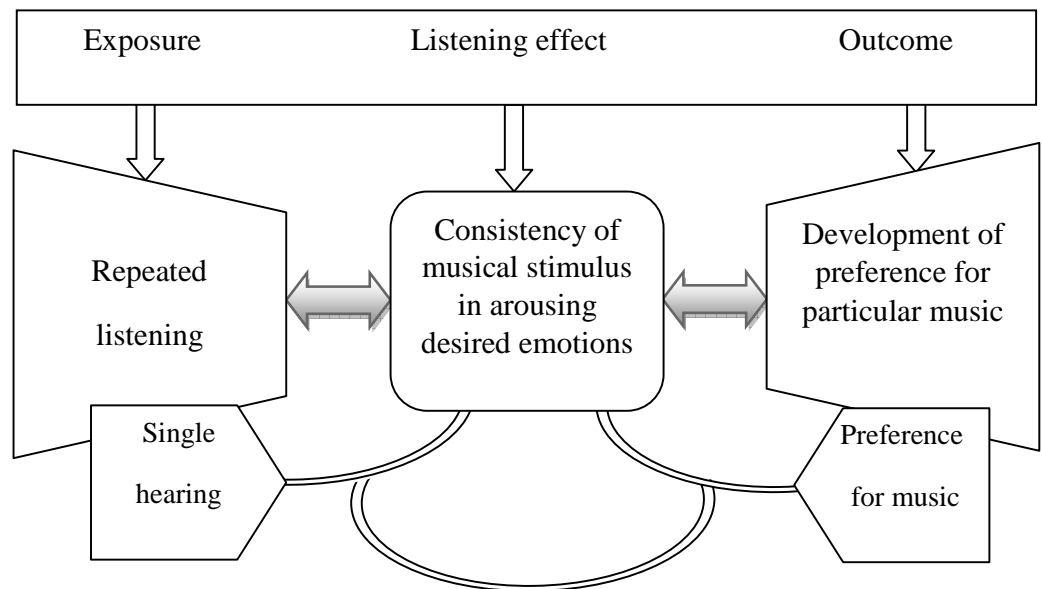 Exposure
Listening effect
Outcome
Repeated
listening
Consistency of
musical stimulus
in arousing
desired emotions
Development of
preference for
particular music
Single
hearing
Preference
for music